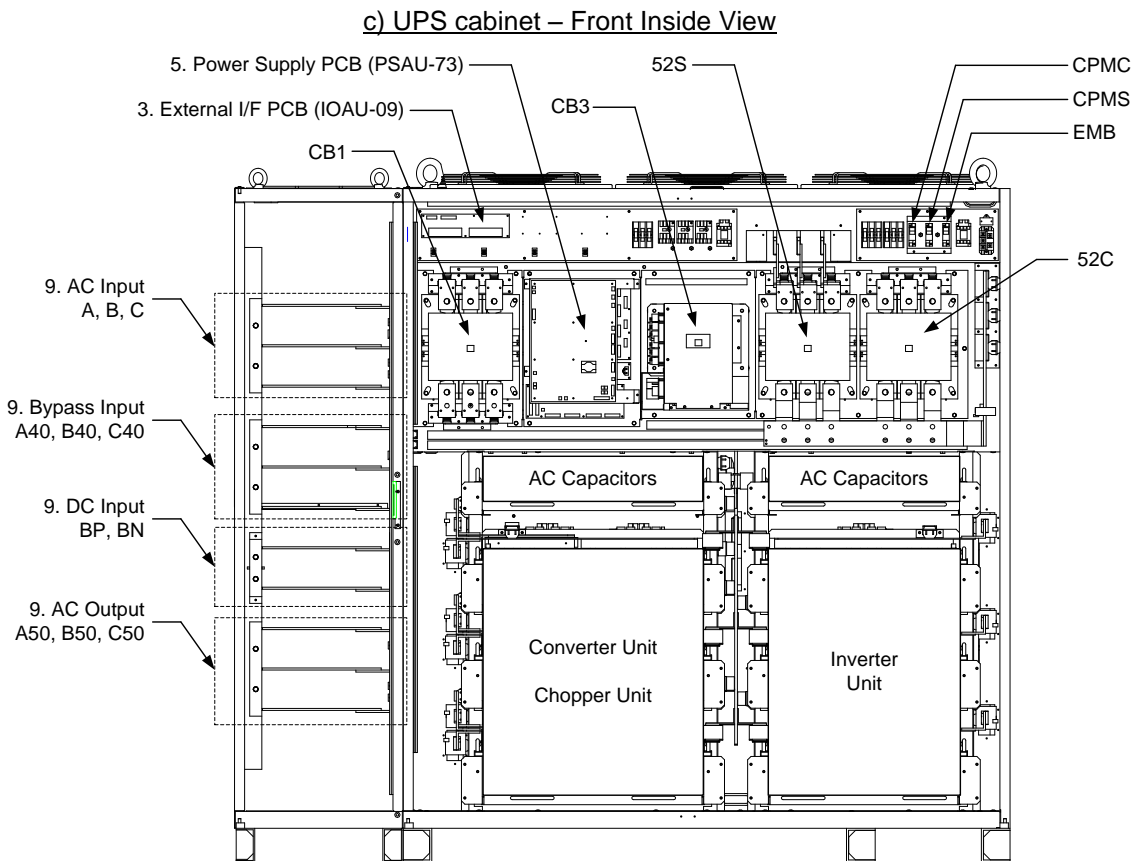 c) UPS cabinet – Front Inside View
5. Power Supply PCB (PSAU-73)
3. External I/F PCB (IOAU-09)
CB1
CB3
52S
CPMC
CPMS
EMB
52C
9. AC Input
A, B, C
9. Bypass Input
A40, B40, C40
9. DC Input
BP, BN
9. AC Output
A50, B50, C50
AC Capacitors
AC Capacitors
Converter Unit
Chopper Unit
Inverter
Unit